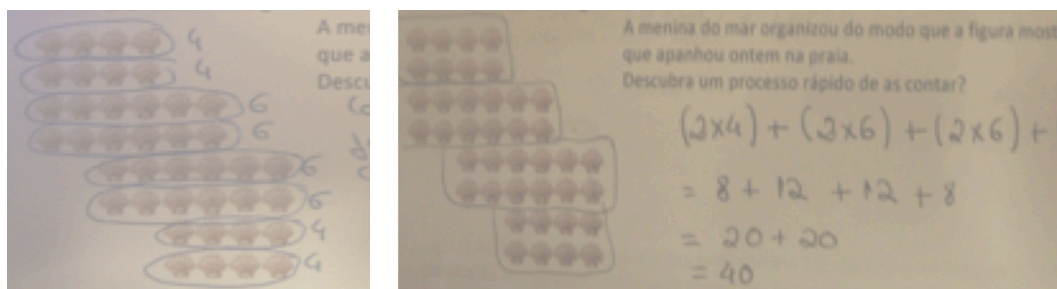 4
A me
4
que a
Descu
6
6
6
6
4
4
A menina do mar organizou do modo que a figura most
que apanhou ontem na praia.
Descubra um processo rápido de as contar?
(2x4) + (2x6) + (2x6) +
= 8 + 12 + 12 + 8
= 20 + 20
= 40